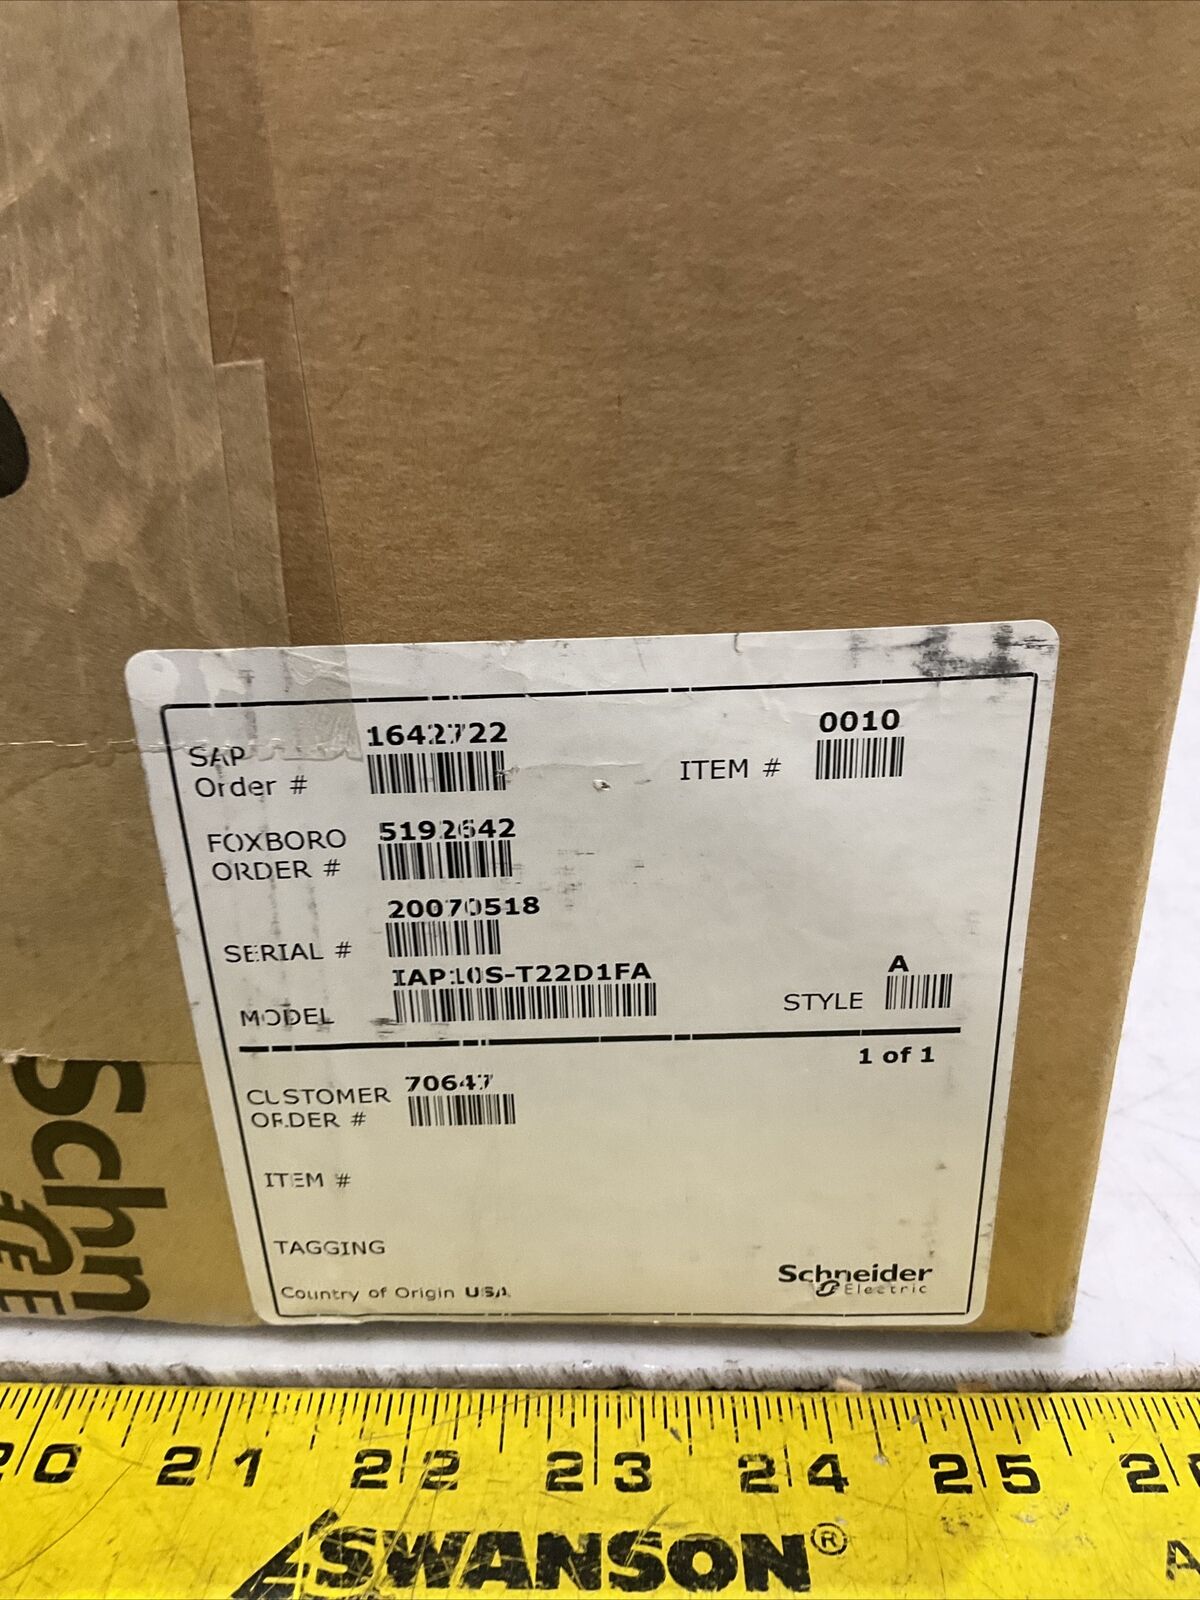 SAP
Order #
1642722
ITEM #
0010
FOXBORO
ORDER #
5192642
SERIAL #
20070518
MODEL
IAP10S-T22D1FA
STYLE
A
1 of 1
CUSTOMER
ORDER #
70647
ITEM #
TAGGING
Country of Origin USA
Schneider
Electric
Schn
E
20 21 22 23 24 25
SWANSON®